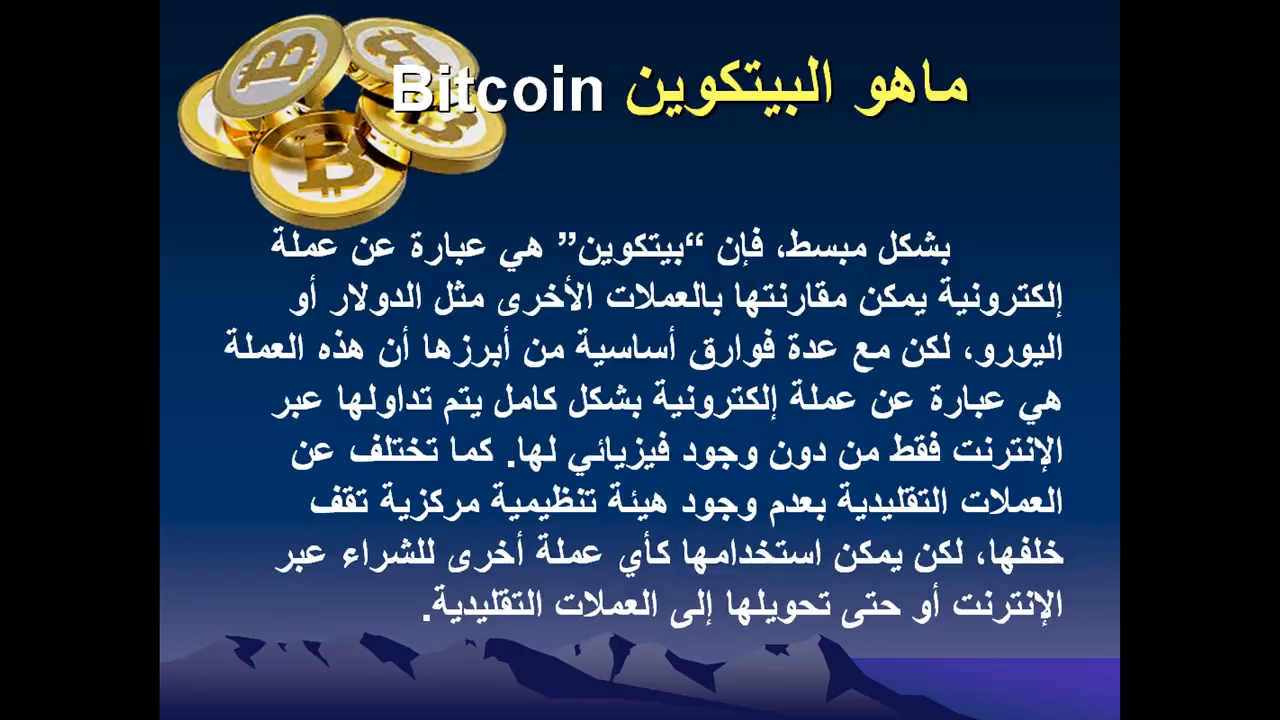 ماهو البيتكوين Bitcoin
بشكل مبسط، فإن “بيتكوين” هي عبارة عن عملة
إلكترونية يمكن مقارنتها بالعملات الأخرى مثل الدولار أو
اليورو، لكن مع عدة فوارق أساسية من أبرزها أن هذه العملة
هي عبارة عن عملة إلكترونية بشكل كامل يتم تداولها عبر
الإنترنت فقط من دون وجود فيزيائي لها. كما تختلف عن
العملات التقليدية بعدم وجود هيئة تنظيمية مركزية تقف
خلفها، لكن يمكن استخدامها كأي عملة أخرى للشراء عبر
الإنترنت أو حتى تحويلها إلى العملات التقليدية.